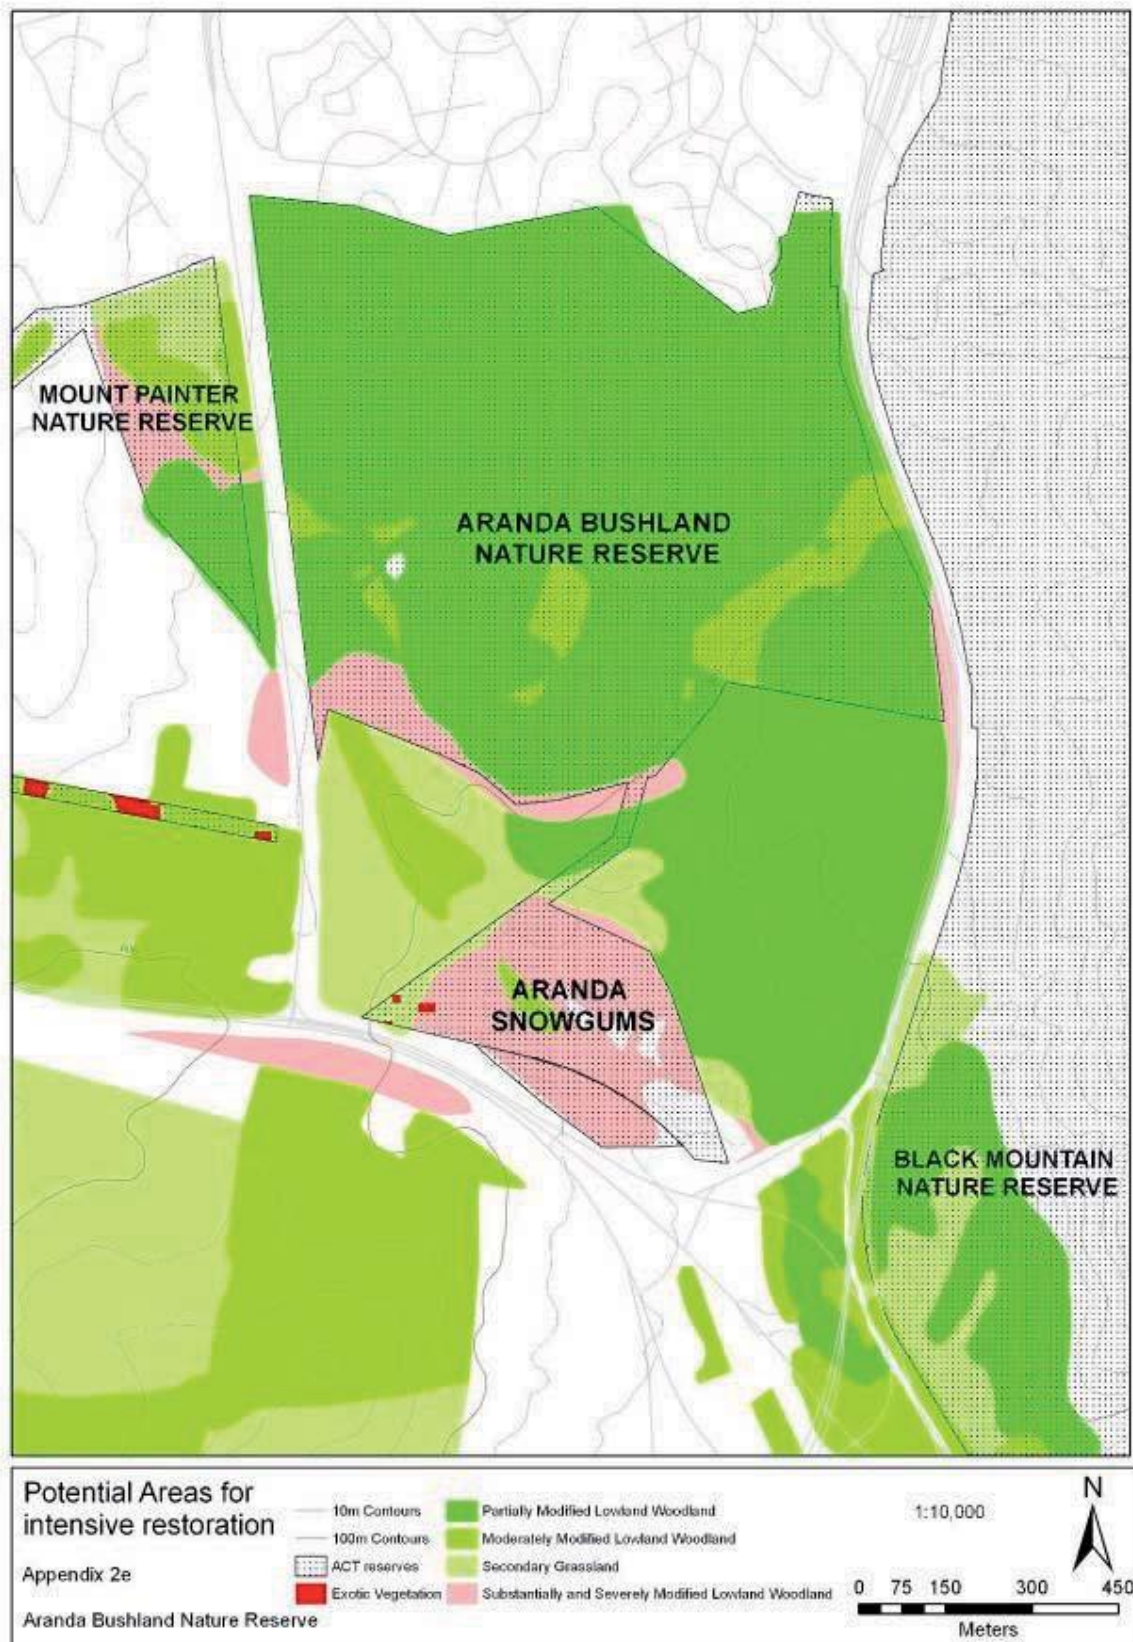 MOUNT PAINTER
NATURE RESERVE
ARANDA BUSHLAND
NATURE RESERVE
ARANDA
SNOWGUMS
BLACK MOUNTAIN
NATURE RESERVE
Potential Areas for
intensive restoration
Appendix 2e
Aranda Bushland Nature Reserve
10m Contours
100m Contours
ACT reserves
Exotic Vegetation
Partially Modified Lowland Woodland
Moderately Modified Lowland Woodland
Secondary Grassland
Substantially and Severely Modified Lowland Woodland
1:10,000
N
0 75 150 300 450
Meters